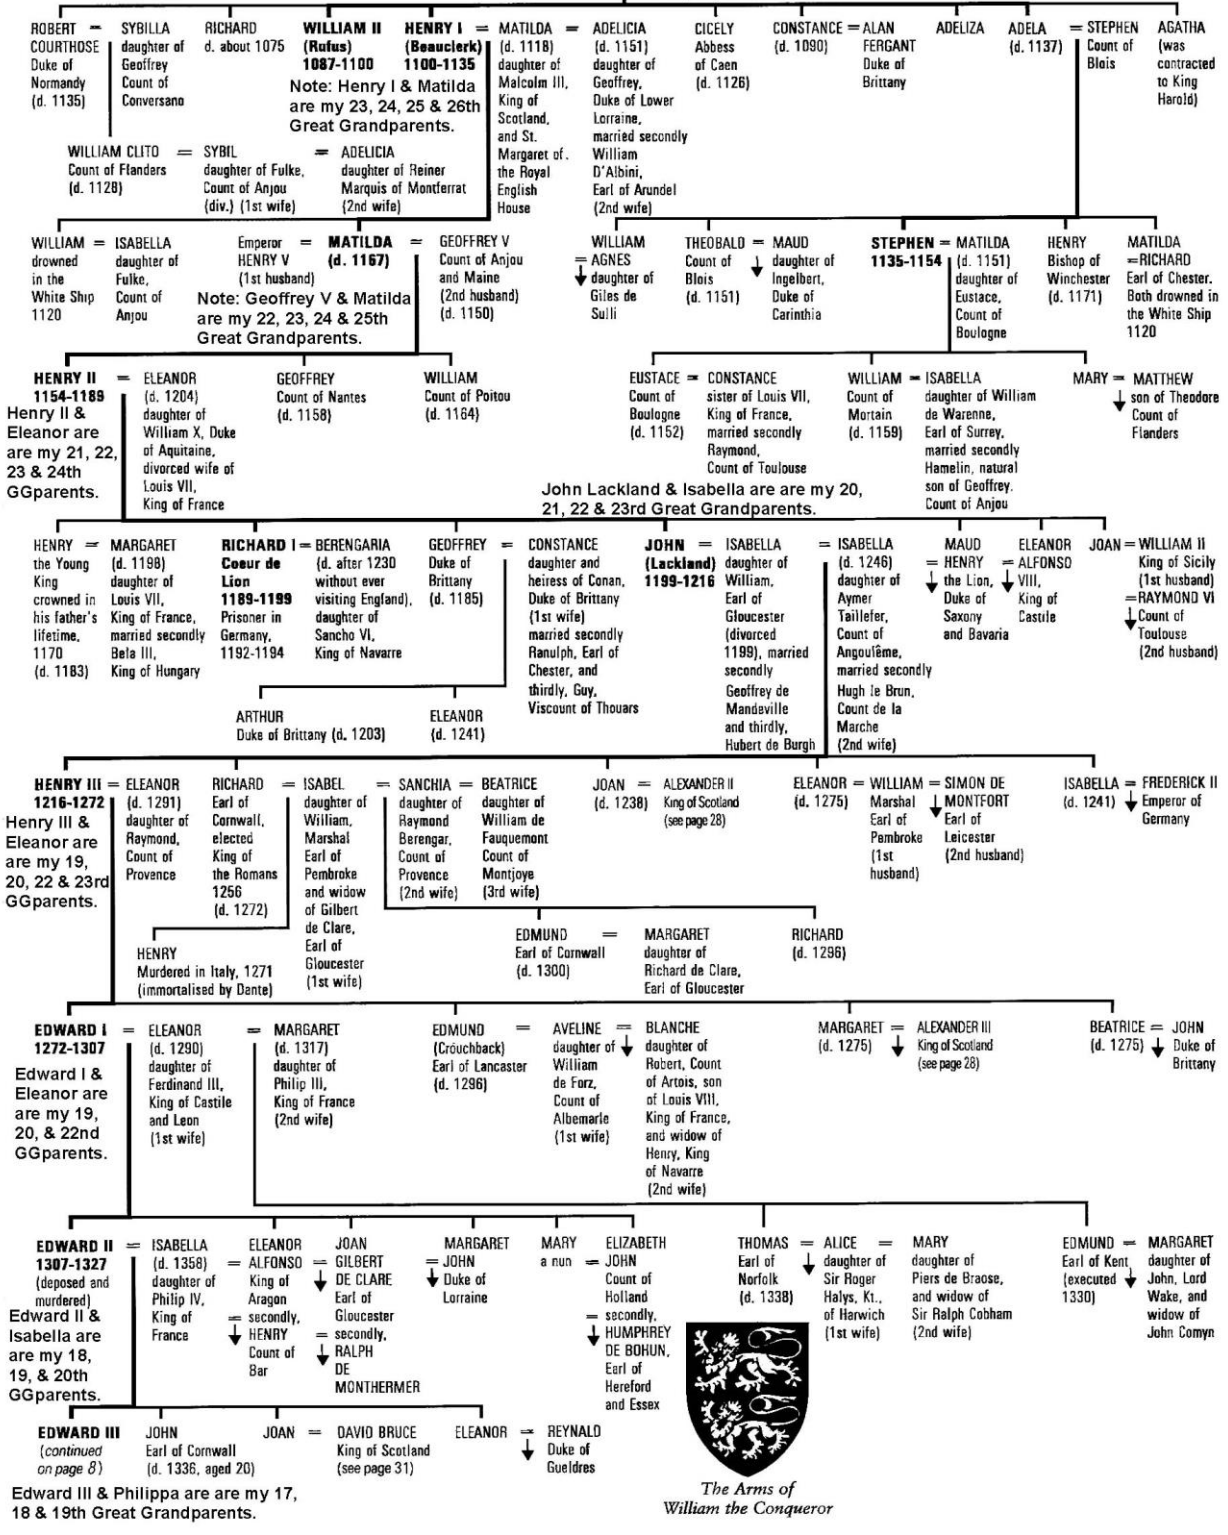 ROBERT =
COURTHOSE
Duke of
Normandy
(d. 1135)
SYBILLA
daughter of
Geoffrey
Count of
Conversano
RICHARD
d. about 1075
WILLIAM II
(Rufus)
1087-1100
HENRY I =
(Beauclerk)
1100-1135
Note: Henry I & Matilda
are my 23, 24, 25 & 26th
Great Grandparents.
MATILDA =
(d. 1118)
daughter of
Malcolm III,
King of
Scotland,
and St.
Margaret of.
the Royal
English
House
ADELICIA
(d. 1151)
daughter of
Geoffrey,
Duke of Lower
Lorraine,
married secondly
William
D'Albini,
Earl of Arundel
(2nd wife)
CICELY
Abbess
of Caen
(d. 1126)
CONSTANCE =
(d. 1090)
ALAN
FERGANT
Duke of
Brittany
ADELIZA
ADELA =
(d. 1137)
STEPHEN
Count of
Blois
AGATHA
(was
contracted
to King
Harold)
WILLIAM CLITO =
Count of Flanders
(d. 1128)
SYBIL =
daughter of Fulke,
Count of Anjou
(div.) (1st wife)
ADELICIA
daughter of Reiner
Marquis of Montferrat
(2nd wife)
WILLIAM =
drowned
in the
White Ship
1120
ISABELLA
daughter of
Fulke,
Count of
Anjou
Emperor =
HENRY V
(1st husband)
MATILDA =
(d. 1167)
GEOFFREY V
Count of Anjou
and Maine
(2nd husband)
(d. 1150)
Note: Geoffrey V & Matilda
are my 22, 23, 24 & 25th
Great Grandparents.
WILLIAM
= AGNES
daughter of
Giles de
Sulli
THEOBALD =
Count of
Blois
(d. 1151)
MAUD
daughter of
Ingelbert,
Duke of
Carinthia
STEPHEN =
1135-1154
MATILDA
(d. 1151)
daughter of
Eustace,
Count of
Boulogne
HENRY
Bishop of
Winchester
(d. 1171)
MATILDA
=RICHARD
Earl of Chester.
Both drowned in
the White Ship
1120
HENRY II =
1154-1189
Henry II &
Eleanor are
are my 21, 22,
23 & 24th
GGparents.
ELEANOR
(d. 1204)
daughter of
William X, Duke
of Aquitaine,
divorced wife of
Louis VII,
King of France
GEOFFREY
Count of Nantes
(d. 1158)
WILLIAM
Count of Poitou
(d. 1164)
EUSTACE =
Count of
Boulogne
(d. 1152)
CONSTANCE
sister of Louis VII,
King of France,
married secondly
Raymond,
Count of Toulouse
WILLIAM =
Count of
Mortain
(d. 1159)
ISABELLA
daughter of William
de Warenne,
Earl of Surrey,
married secondly
Hamelin, natural
son of Geoffrey.
Count of Anjou
MARY =
MATTHEW
son of Theodore
Count of
Flanders
John Lackland & Isabella are are my 20,
21, 22 & 23rd Great Grandparents.
HENRY =
the Young
King
crowned in
his father's
lifetime,
1170
(d. 1183)
MARGARET
(d. 1198)
daughter of
Louis VII,
King of France,
married secondly
Bela III,
King of Hungary
RICHARD I =
Coeur de
Lion
1189-1199
Prisoner in
Germany,
1192-1194
BERENGARIA
(d. after 1230
without ever
visiting England),
daughter of
Sancho VI,
King of Navarre
GEOFFREY =
Duke of
Brittany
(d. 1185)
CONSTANCE
daughter and
heiress of Conan,
Duke of Brittany
(1st wife)
married secondly
Ranulph, Earl of
Chester, and
thirdly, Guy,
Viscount of Thouars
JOHN =
(Lackland)
1199-1216
ISABELLA =
daughter of
William,
Earl of
Gloucester
(divorced
1199), married
secondly
Geoffrey de
Mandeville
and thirdly,
Hubert de Burgh
ISABELLA
(d. 1246)
daughter of
Aymer
Taillefer,
Count of
Angoulême,
married secondly
Hugh le Brun,
Count de la
Marche
(2nd wife)
MAUD
= HENRY
the Lion,
Duke of
Saxony
and Bavaria
ELEANOR
= ALFONSO
VIII,
King of
Castile
JOAN =
WILLIAM II
King of Sicily
(1st husband)
=RAYMOND VI
Count of
Toulouse
(2nd husband)
ARTHUR
Duke of Brittany (d. 1203)
ELEANOR
(d. 1241)
HENRY III =
1216-1272
Henry III &
Eleanor are
are my 19,
20, 22 & 23rd
GGparents.
ELEANOR
(d. 1291)
daughter of
Raymond,
Count of
Provence
RICHARD =
Earl of
Cornwall,
elected
King of
the Romans
1256
(d. 1272)
ISABEL =
daughter of
William,
Marshal
Earl of
Pembroke
and widow
of Gilbert
de Clare,
Earl of
Gloucester
(1st wife)
SANCHIA =
daughter of
Raymond
Berengar,
Count of
Provence
(2nd wife)
BEATRICE
daughter of
William de
Fauquemont
Count of
Montjoye
(3rd wife)
JOAN =
(d. 1238)
ALEXANDER II
King of Scotland
(see page 28)
ELEANOR =
(d. 1275)
WILLIAM =
Marshal
Earl of
Pembroke
(1st
husband)
SIMON DE
MONTFORT
Earl of
Leicester
(2nd husband)
ISABELLA =
(d. 1241)
FREDERICK II
Emperor of
Germany
HENRY
Murdered in Italy, 1271
(immortalised by Dante)
EDMUND =
Earl of Cornwall
(d. 1300)
MARGARET
daughter of
Richard de Clare,
Earl of Gloucester
RICHARD
(d. 1296)
EDWARD I =
1272-1307
Edward I &
Eleanor are
are my 19,
20, & 22nd
GGparents.
ELEANOR =
(d. 1290)
daughter of
Ferdinand III,
King of Castile
and Leon
(1st wife)
MARGARET
(d. 1317)
daughter of
Philip III,
King of France
(2nd wife)
EDMUND =
(Crouchback)
Earl of Lancaster
(d. 1296)
AVELINE =
daughter of
William
de Forz,
Count of
Albemarle
(1st wife)
BLANCHE
daughter of
Robert, Count
of Artois, son
of Louis VIII,
King of France,
and widow of
Henry, King
of Navarre
(2nd wife)
MARGARET =
(d. 1275)
ALEXANDER III
King of Scotland
(see page 28)
BEATRICE =
(d. 1275)
JOHN
Duke of
Brittany
EDWARD II =
1307-1327
(deposed and
murdered)
Edward II &
Isabella are
are my 18,
19, & 20th
GGparents.
ISABELLA
(d. 1358)
daughter of
Philip IV,
King of
France
ELEANOR
= ALFONSO
King of
Aragon
= secondly,
HENRY
Count of
Bar
JOAN
= GILBERT
DE CLARE
Earl of
Gloucester
= secondly,
RALPH
DE
MONTHERMER
MARGARET
= JOHN
Duke of
Lorraine
MARY
a nun
ELIZABETH
= JOHN
Count of
Holland
= secondly,
HUMPHREY
DE BOHUN,
Earl of
Hereford
and Essex
THOMAS =
Earl of
Norfolk
(d. 1338)
ALICE =
daughter of
Sir Roger
Halys, Kt.,
of Harwich
(1st wife)
MARY
daughter of
Piers de Braose,
and widow of
Sir Ralph Cobham
(2nd wife)
EDMUND =
Earl of Kent
(executed
1330)
MARGARET
daughter of
John, Lord
Wake, and
widow of
John Comyn
EDWARD III
(continued
on page 8)
JOHN
Earl of Cornwall
(d. 1336, aged 20)
JOAN =
DAVID BRUCE
King of Scotland
(see page 31)
ELEANOR =
REYNALD
Duke of
Gueldres
Edward III & Philippa are are my 17,
18 & 19th Great Grandparents.
The Arms of
William the Conqueror